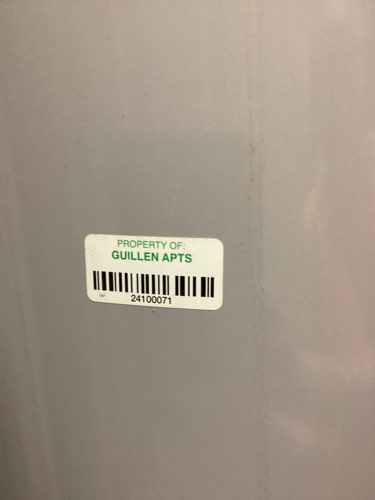 PROPERTY OF:
GUILLEN APTS
24100071